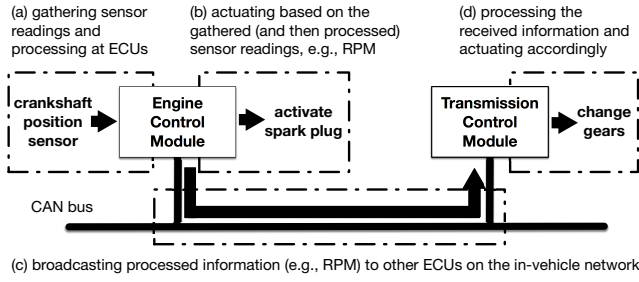 (a) gathering sensor
readings and
processing at ECUs
(b) actuating based on the
gathered (and then processed)
sensor readings, e.g., RPM
(d) processing the
received information and
actuating accordingly
crankshaft
position
sensor
Engine
Control
Module
activate
spark plug
Transmission
Control
Module
change
gears
CAN bus
(c) broadcasting processed information (e.g., RPM) to other ECUs on the in-vehicle network